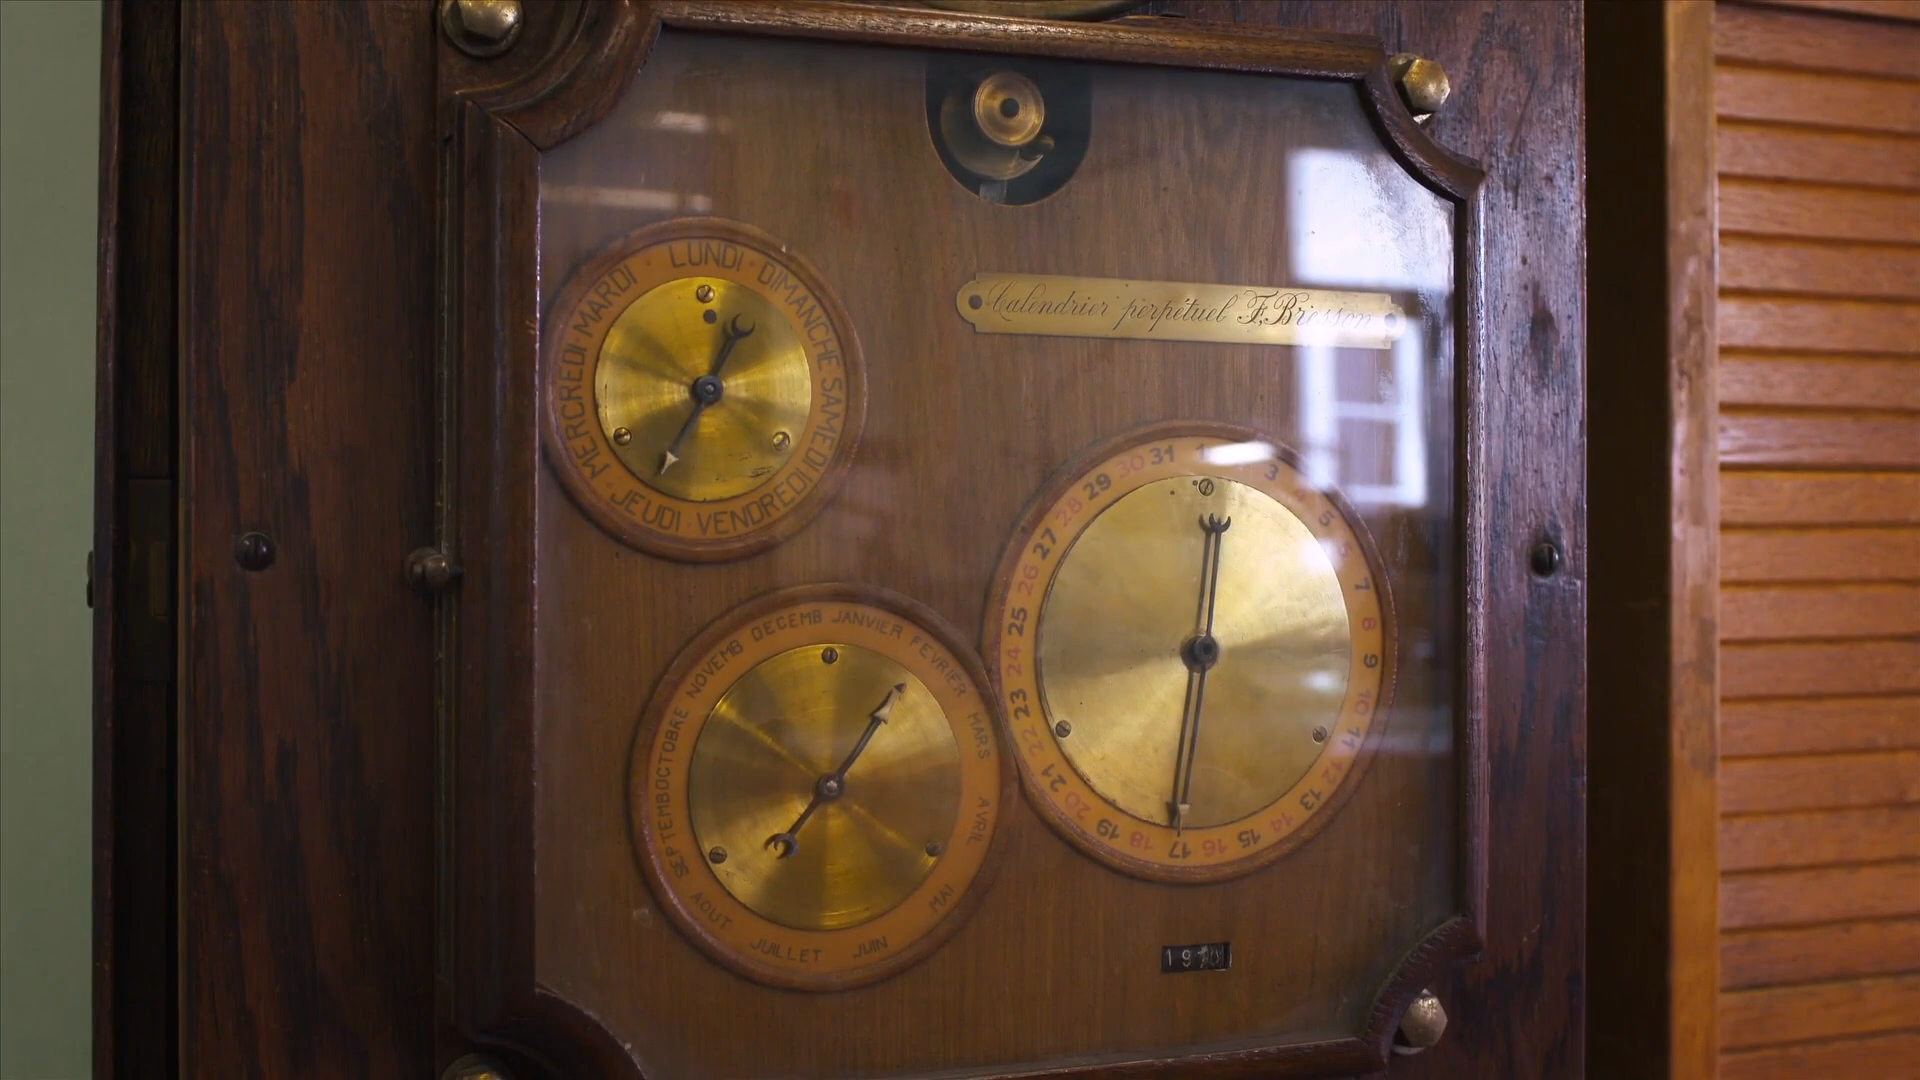 LUNDI · DIMANCHE SAMEDI VENDREDI · JEUDI · MERCREDI · MARDI ·
Calendrier perpétuel F. Bresson
1 3 4 5 7 8 9 10 11 12 13 14 15 16 17 18 19 20 21 22 23 24 25 26 27 28 29 30 31
JANVIER FEVRIER MARS AVRIL MAI JUIN JUILLET AOUT SEPTEMB OCTOBRE NOVEMB DECEMB
19